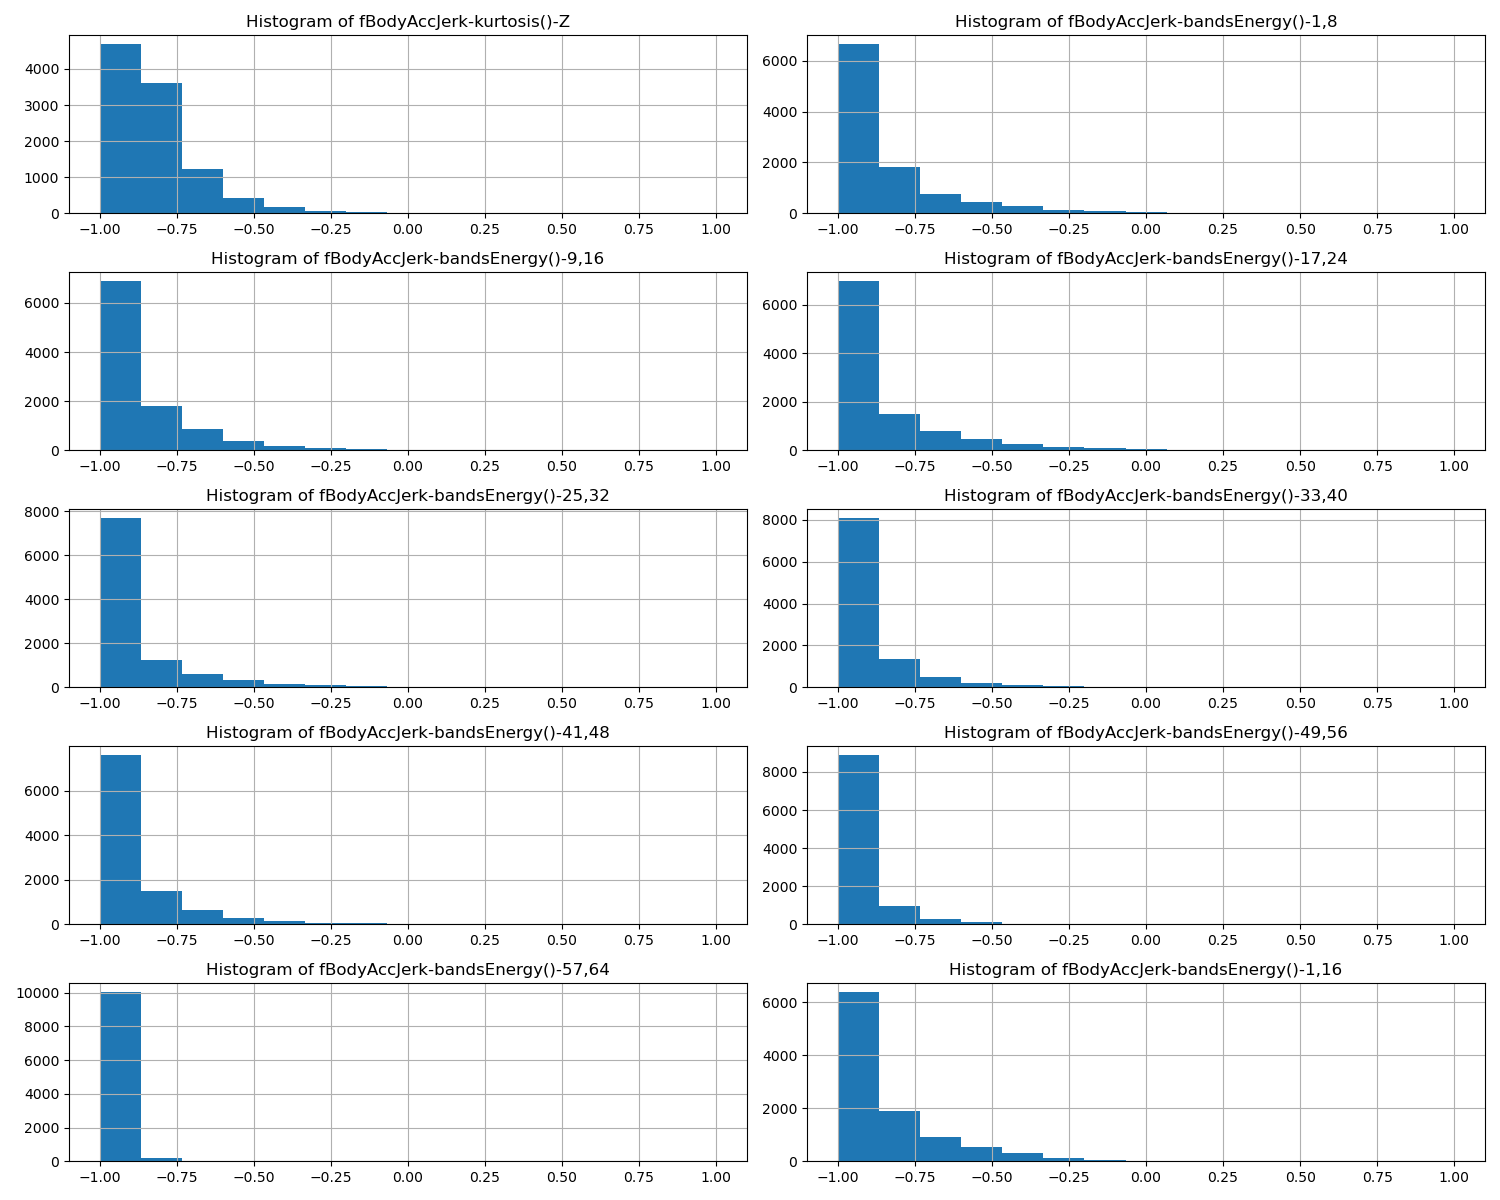 Histogram of fBodyAccJerk-kurtosis()-Z
4000
3000
2000
1000
0
−1.00 −0.75 −0.50 −0.25 0.00 0.25 0.50 0.75 1.00
Histogram of fBodyAccJerk-bandsEnergy()-1,8
6000
4000
2000
0
−1.00 −0.75 −0.50 −0.25 0.00 0.25 0.50 0.75 1.00
Histogram of fBodyAccJerk-bandsEnergy()-9,16
6000
4000
2000
0
−1.00 −0.75 −0.50 −0.25 0.00 0.25 0.50 0.75 1.00
Histogram of fBodyAccJerk-bandsEnergy()-17,24
6000
4000
2000
0
−1.00 −0.75 −0.50 −0.25 0.00 0.25 0.50 0.75 1.00
Histogram of fBodyAccJerk-bandsEnergy()-25,32
8000
6000
4000
2000
0
−1.00 −0.75 −0.50 −0.25 0.00 0.25 0.50 0.75 1.00
Histogram of fBodyAccJerk-bandsEnergy()-33,40
8000
6000
4000
2000
0
−1.00 −0.75 −0.50 −0.25 0.00 0.25 0.50 0.75 1.00
Histogram of fBodyAccJerk-bandsEnergy()-41,48
6000
4000
2000
0
−1.00 −0.75 −0.50 −0.25 0.00 0.25 0.50 0.75 1.00
Histogram of fBodyAccJerk-bandsEnergy()-49,56
8000
6000
4000
2000
0
−1.00 −0.75 −0.50 −0.25 0.00 0.25 0.50 0.75 1.00
Histogram of fBodyAccJerk-bandsEnergy()-57,64
10000
8000
6000
4000
2000
0
−1.00 −0.75 −0.50 −0.25 0.00 0.25 0.50 0.75 1.00
Histogram of fBodyAccJerk-bandsEnergy()-1,16
6000
4000
2000
0
−1.00 −0.75 −0.50 −0.25 0.00 0.25 0.50 0.75 1.00